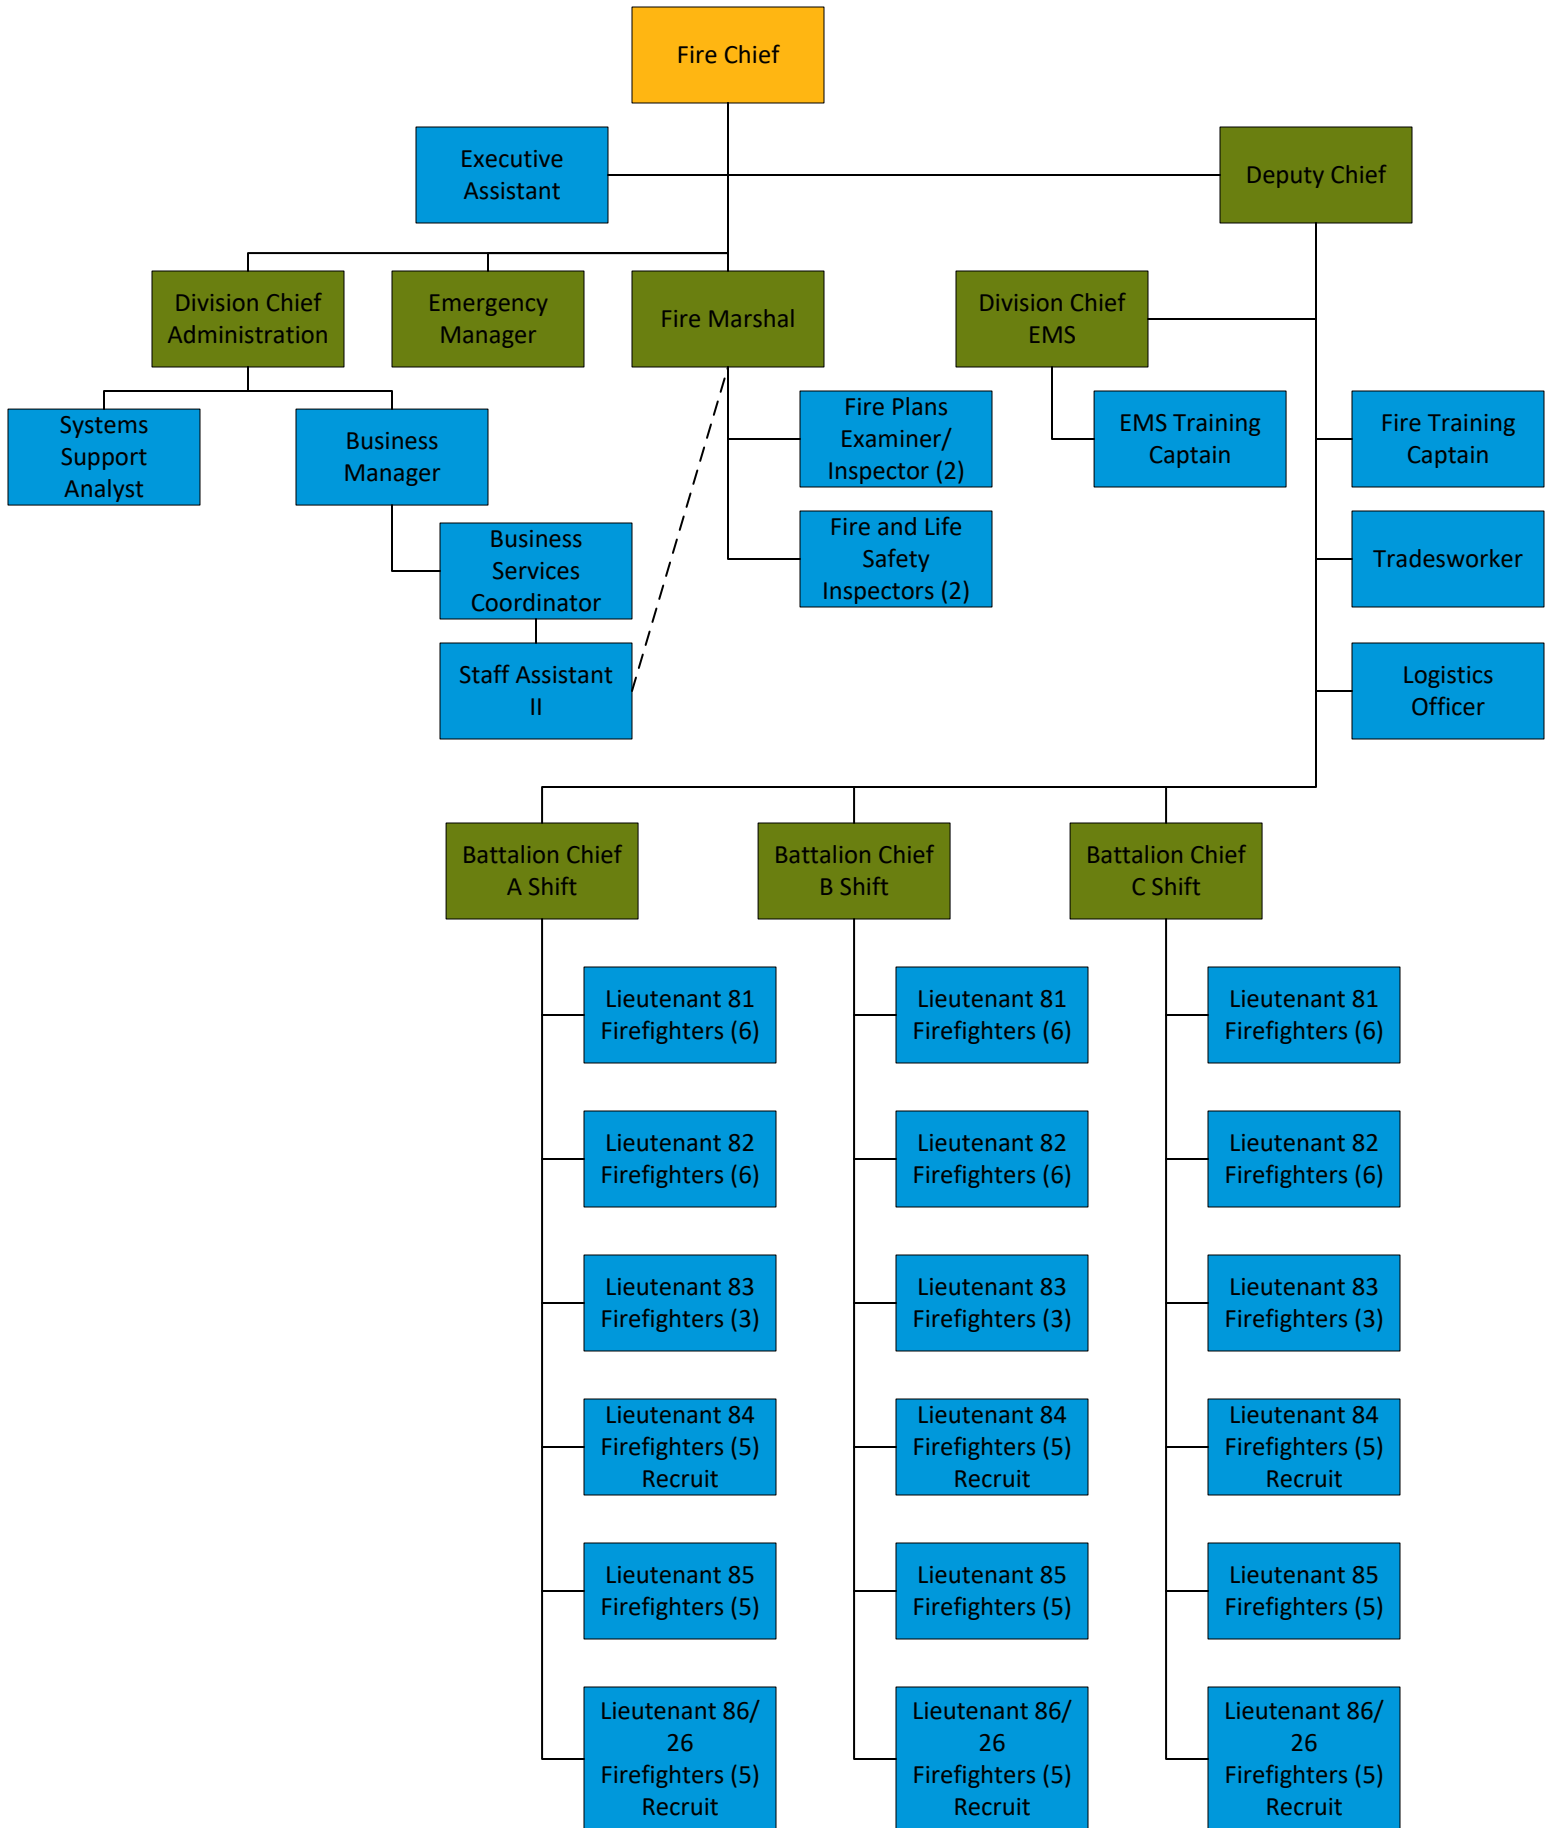 Fire Chief
Executive
Assistant
Deputy Chief
Division Chief
Administration
Emergency
Manager
Fire Marshal
Division Chief
EMS
Systems
Support
Analyst
Business
Manager
Fire Plans
Examiner/
Inspector (2)
EMS Training
Captain
Fire Training
Captain
Business
Services
Coordinator
Fire and Life
Safety
Inspectors (2)
Tradesworker
Staff Assistant
II
Logistics
Officer
Battalion Chief
A Shift
Battalion Chief
B Shift
Battalion Chief
C Shift
Lieutenant 81
Firefighters (6)
Lieutenant 81
Firefighters (6)
Lieutenant 81
Firefighters (6)
Lieutenant 82
Firefighters (6)
Lieutenant 82
Firefighters (6)
Lieutenant 82
Firefighters (6)
Lieutenant 83
Firefighters (3)
Lieutenant 83
Firefighters (3)
Lieutenant 83
Firefighters (3)
Lieutenant 84
Firefighters (5)
Recruit
Lieutenant 84
Firefighters (5)
Recruit
Lieutenant 84
Firefighters (5)
Recruit
Lieutenant 85
Firefighters (5)
Lieutenant 85
Firefighters (5)
Lieutenant 85
Firefighters (5)
Lieutenant 86/
26
Firefighters (5)
Recruit
Lieutenant 86/
26
Firefighters (5)
Recruit
Lieutenant 86/
26
Firefighters (5)
Recruit